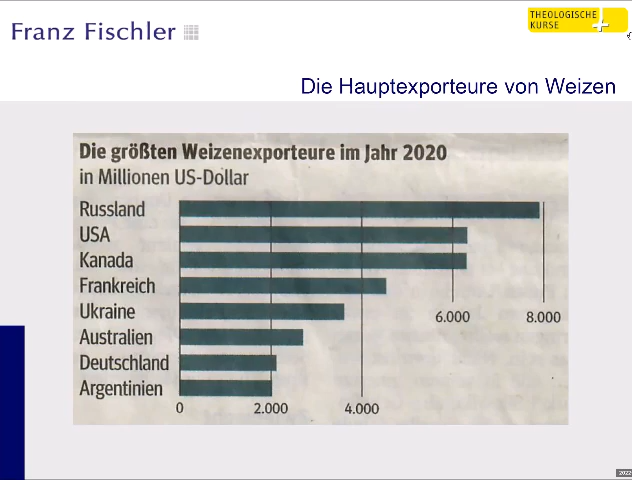 Franz Fischler
THEOLOGISCHE
KURSE
Die Hauptexporteure von Weizen
Die größten Weizenexporteure im Jahr 2020
in Millionen US-Dollar
Russland
USA
Kanada
Frankreich
Ukraine
6.000 8.000
Australien
Deutschland
Argentinien
0 2.000 4.000
2022